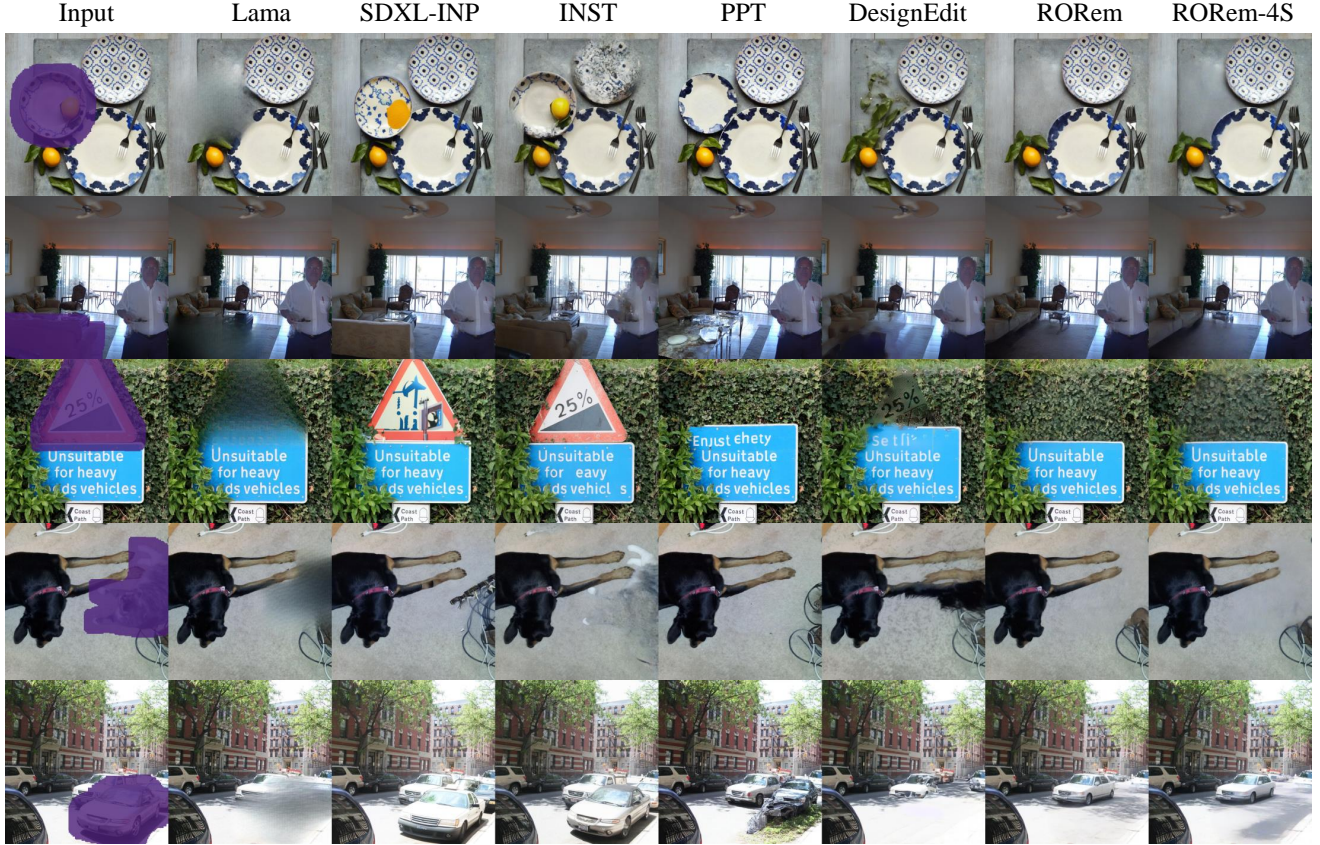 Input Lama SDXL-INP INST PPT DesignEdit RORem RORem-4S
25% 25% 25%
Enjust ehety Se tli
Unsuitable Unsuitable Unsuitable Unsuitable Unsuitable Unsuitable Unsuitable Unsuitable
for heavy for heavy for heavy for eavy for heavy for heavy for heavy for heavy
ds vehicles ds vehicles ds vehicles ds vehicl s ds vehicles ds vehicles ds vehicles ds vehicles
Coast Coast Coast Coast Coast Coast Coast Coast
Path Path Path Path Path Path Path Path